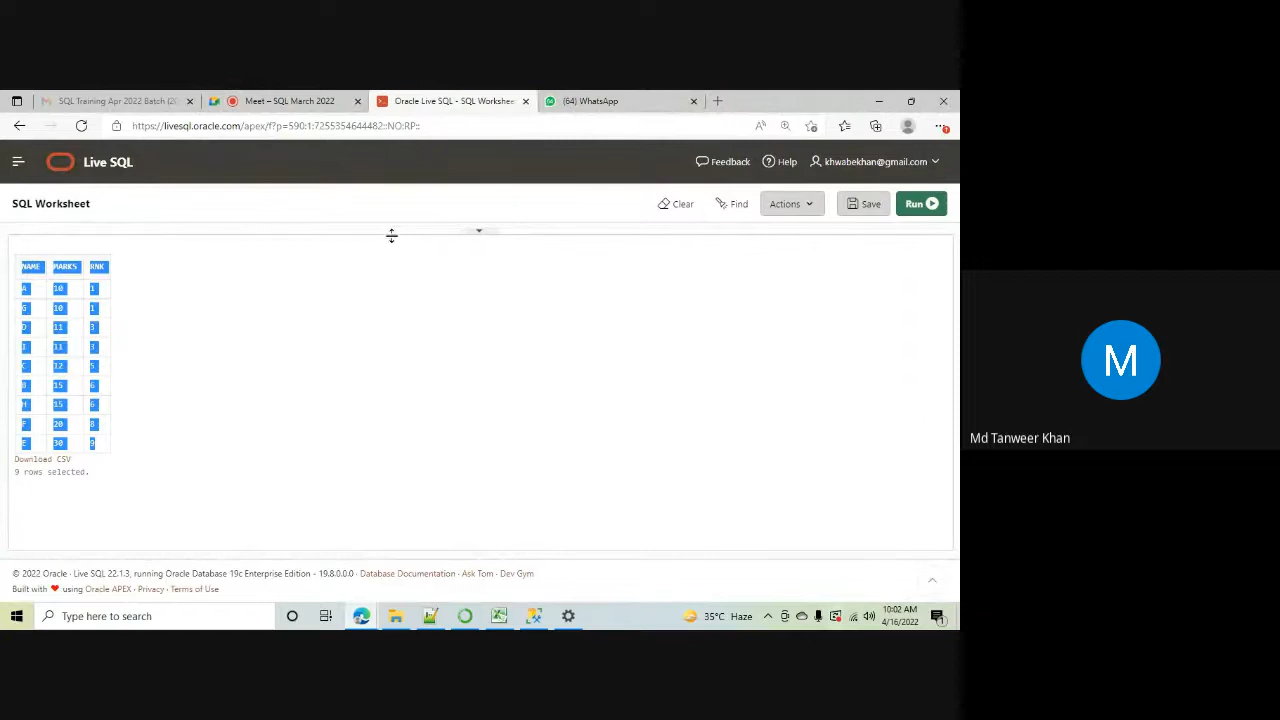 SQL Training Apr 2022 Batch (20
Meet – SQL March 2022
Oracle Live SQL - SQL Workshee
(64) WhatsApp
https://livesql.oracle.com/apex/f?p=590:1:7255354644482::NO:RP::
Live SQL
Feedback
Help
khwabekhan@gmail.com
SQL Worksheet
Clear
Find
Actions
Save
Run
NAME MARKS RNK
A 10 1
G 10 1
D 11 3
I 11 3
C 12 5
B 15 6
H 15 6
F 20 8
E 30 9
Download CSV
9 rows selected.
© 2022 Oracle · Live SQL 22.1.3, running Oracle Database 19c Enterprise Edition - 19.8.0.0.0 · Database Documentation · Ask Tom · Dev Gym
Built with ❤ using Oracle APEX · Privacy · Terms of Use
Type here to search
35°C Haze
10:02 AM
4/16/2022
M
Md Tanweer Khan